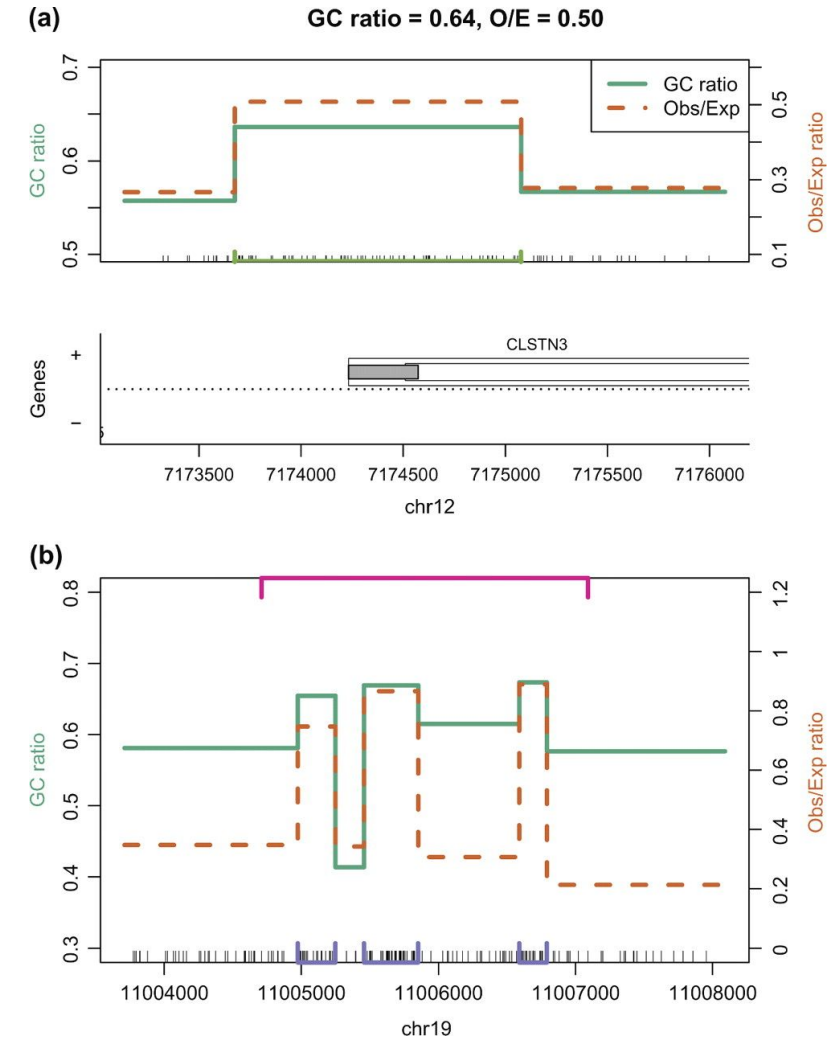 (a)
GC ratio = 0.64, O/E = 0.50
GC ratio
Obs/Exp
0.7
0.6
0.5
GC ratio
0.5
0.3
0.1
Obs/Exp ratio
CLSTN3
Genes
+
−
7173500 7174000 7174500 7175000 7175500 7176000
chr12
(b)
0.8
0.7
0.6
0.5
0.4
0.3
GC ratio
1.2
1
0.8
0.6
0.4
0.2
0
Obs/Exp ratio
11004000 11005000 11006000 11007000 11008000
chr19